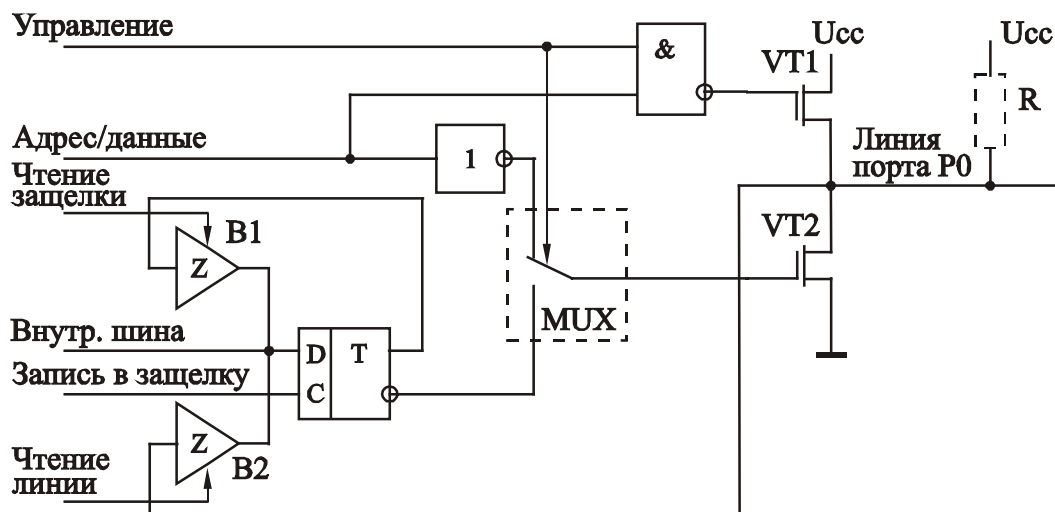 Управление
Ucc
Ucc
&
VT1
R
Адрес/данные
1
Линия
порта P0
Чтение
защелки
B1
VT2
Z
MUX
Внутр. шина
D
T
Запись в защелку
C
Z
Чтение
линии
B2